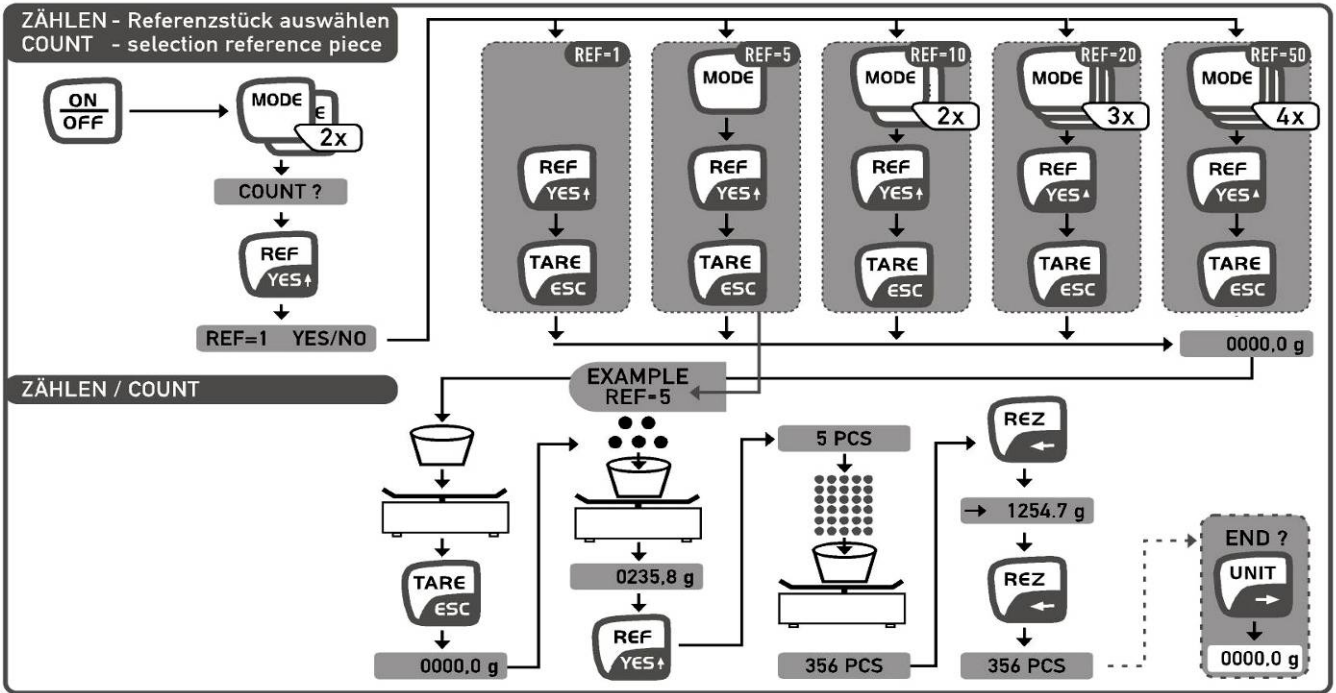 ZÄHLEN - Referenzstück auswählen
COUNT - selection reference piece
ON
OFF
MODE
E
2x
COUNT ?
REF
YES↑
REF=1 YES/NO
REF=1
REF
YES↑
TARE
ESC
REF=5
MODE
REF
YES↑
TARE
ESC
REF=10
MODE
2x
REF
YES↑
TARE
ESC
REF=20
MODE
3x
REF
YES▲
TARE
ESC
REF=50
MODE
4x
REF
YES▲
TARE
ESC
0000,0 g
ZÄHLEN / COUNT
TARE
ESC
0000,0 g
EXAMPLE
REF=5
0235,8 g
REF
YES↑
5 PCS
356 PCS
REZ
←
→ 1254.7 g
REZ
←
356 PCS
END ?
UNIT
→
0000,0 g